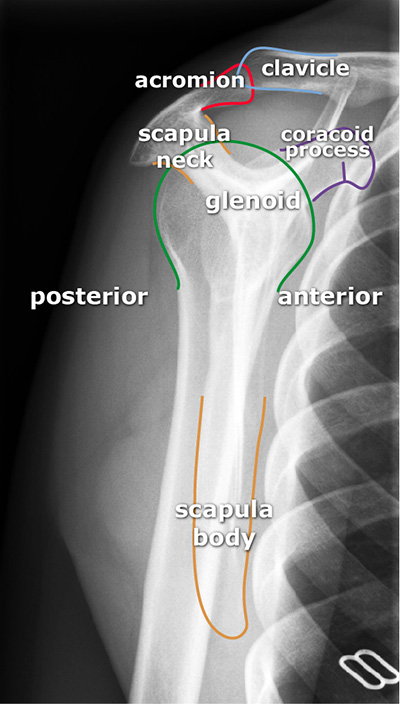 clavicle
acromion
scapula
neck
coracoid
process
glenoid
posterior
anterior
scapula
body